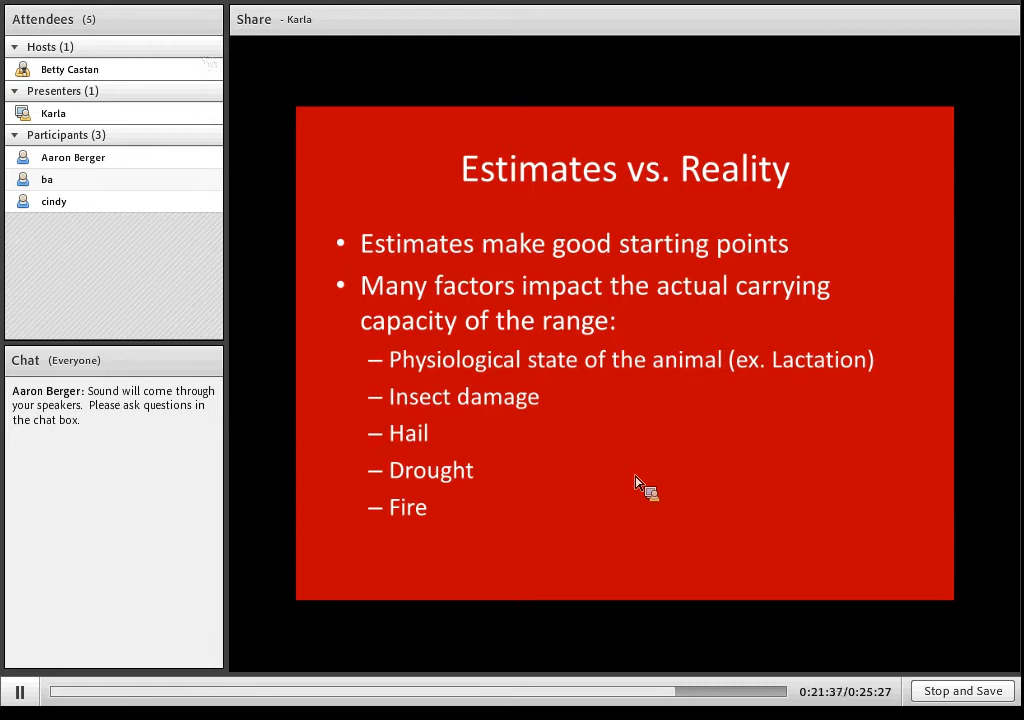 Attendees (5)
Hosts (1)
Betty Castan
Presenters (1)
Karla
Participants (3)
Aaron Berger
ba
cindy
Chat (Everyone)
Aaron Berger: Sound will come through
your speakers. Please ask questions in
the chat box.
Share - Karla
Estimates vs. Reality
• Estimates make good starting points
• Many factors impact the actual carrying
capacity of the range:
– Physiological state of the animal (ex. Lactation)
– Insect damage
– Hail
– Drought
– Fire
0:21:37/0:25:27
Stop and Save